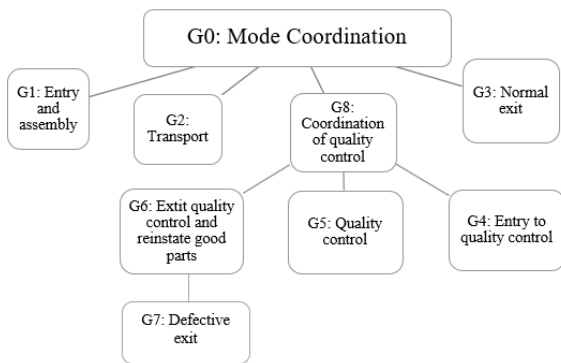 G0: Mode Coordination
G1: Entry
and
assembly
G2:
Transport
G8:
Coordination
of quality
control
G3: Normal
exit
G6: Extit quality
control and
reinstate good
parts
G5: Quality
control
G4: Entry to
quality control
G7: Defective
exit